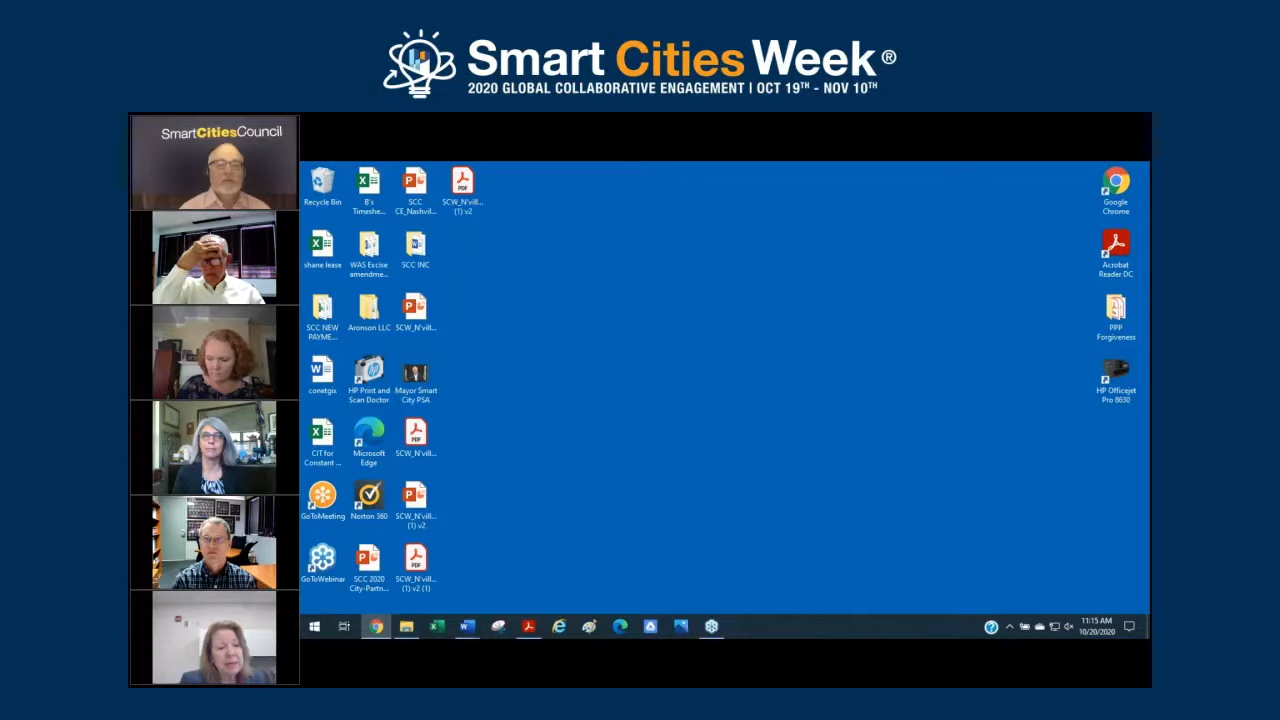 Smart Cities Week®
2020 GLOBAL COLLABORATIVE ENGAGEMENT | OCT 19TH - NOV 10TH
SmartCitiesCouncil
Recycle Bin
B's
Timeshe...
SCC
CE_Nashvil...
SCW_N'vill...
(1) v2
Google
Chrome
shane lease
WAS Excise
amendme...
SCC INC
Acrobat
Reader DC
SCC NEW
PAYME...
Aronson LLC
SCW_N'vill...
PPP
Forgiveness
conetgix
HP Print and
Scan Doctor
Mayor Smart
City PSA
HP Officejet
Pro 8630
CIT for
Constant ...
Microsoft
Edge
SCW_N'vill...
GoToMeeting
Norton 360
SCW_N'vill...
(1) v2
GoToWebinar
SCC 2020
City-Partn...
SCW_N'vill...
(1) v2 (1)
11:15 AM
10/20/2020